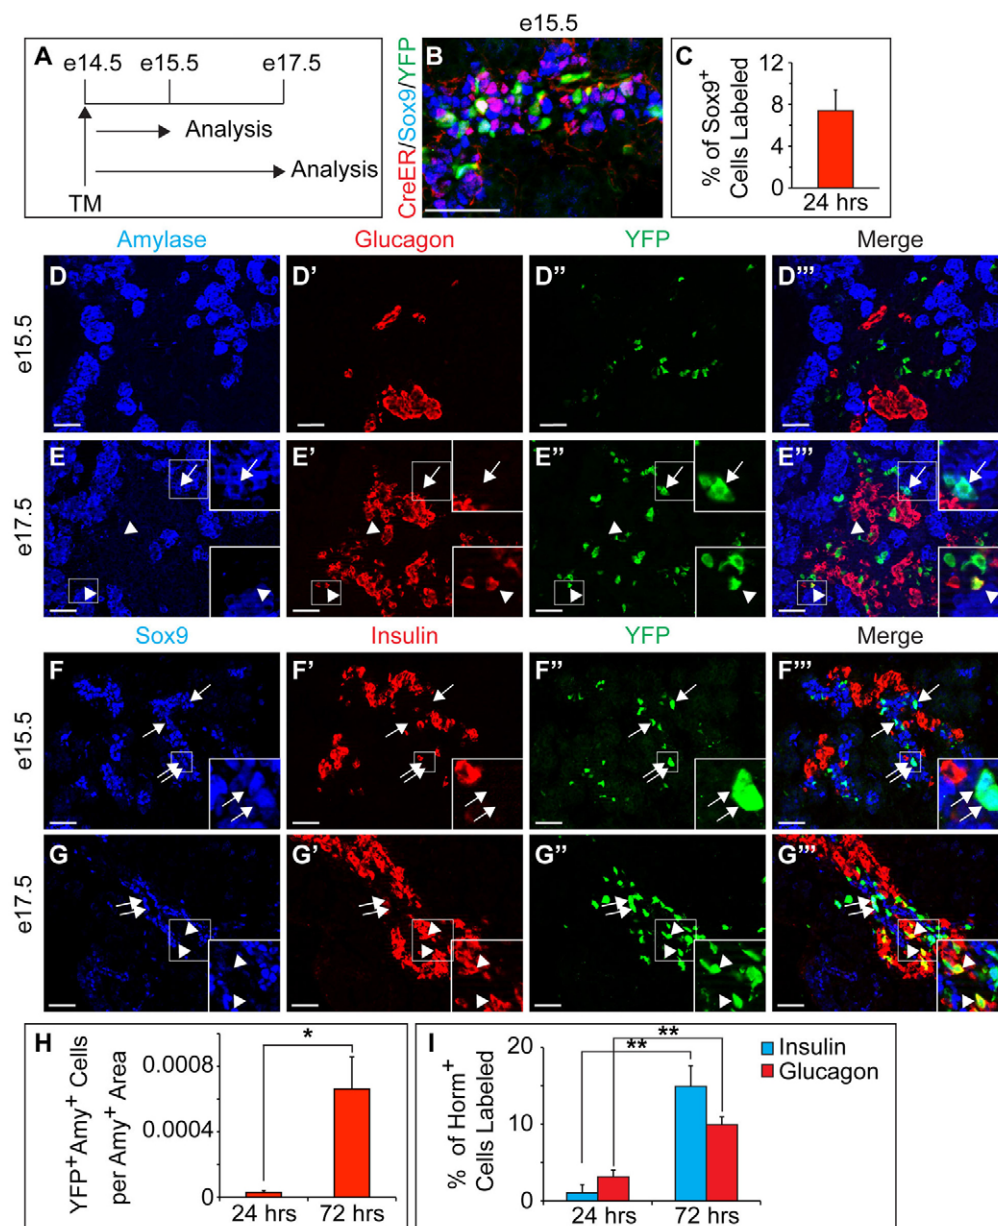 e15.5
A
e14.5 e15.5 e17.5
Analysis
Analysis
TM
B
CreER/Sox9/YFP
C
% of Sox9+
Cells Labeled
12
8
4
0
24 hrs
Amylase Glucagon YFP Merge
e15.5
D D' D'' D'''
e17.5
E E' E'' E'''
Sox9 Insulin YFP Merge
e15.5
F F' F'' F'''
e17.5
G G' G'' G'''
H
YFP+Amy+ Cells
per Amy+ Area
0.0008
0.0004
0
*
24 hrs 72 hrs
I
% of Horm+
Cells Labeled
20
10
0
**
**
Insulin
Glucagon
24 hrs 72 hrs